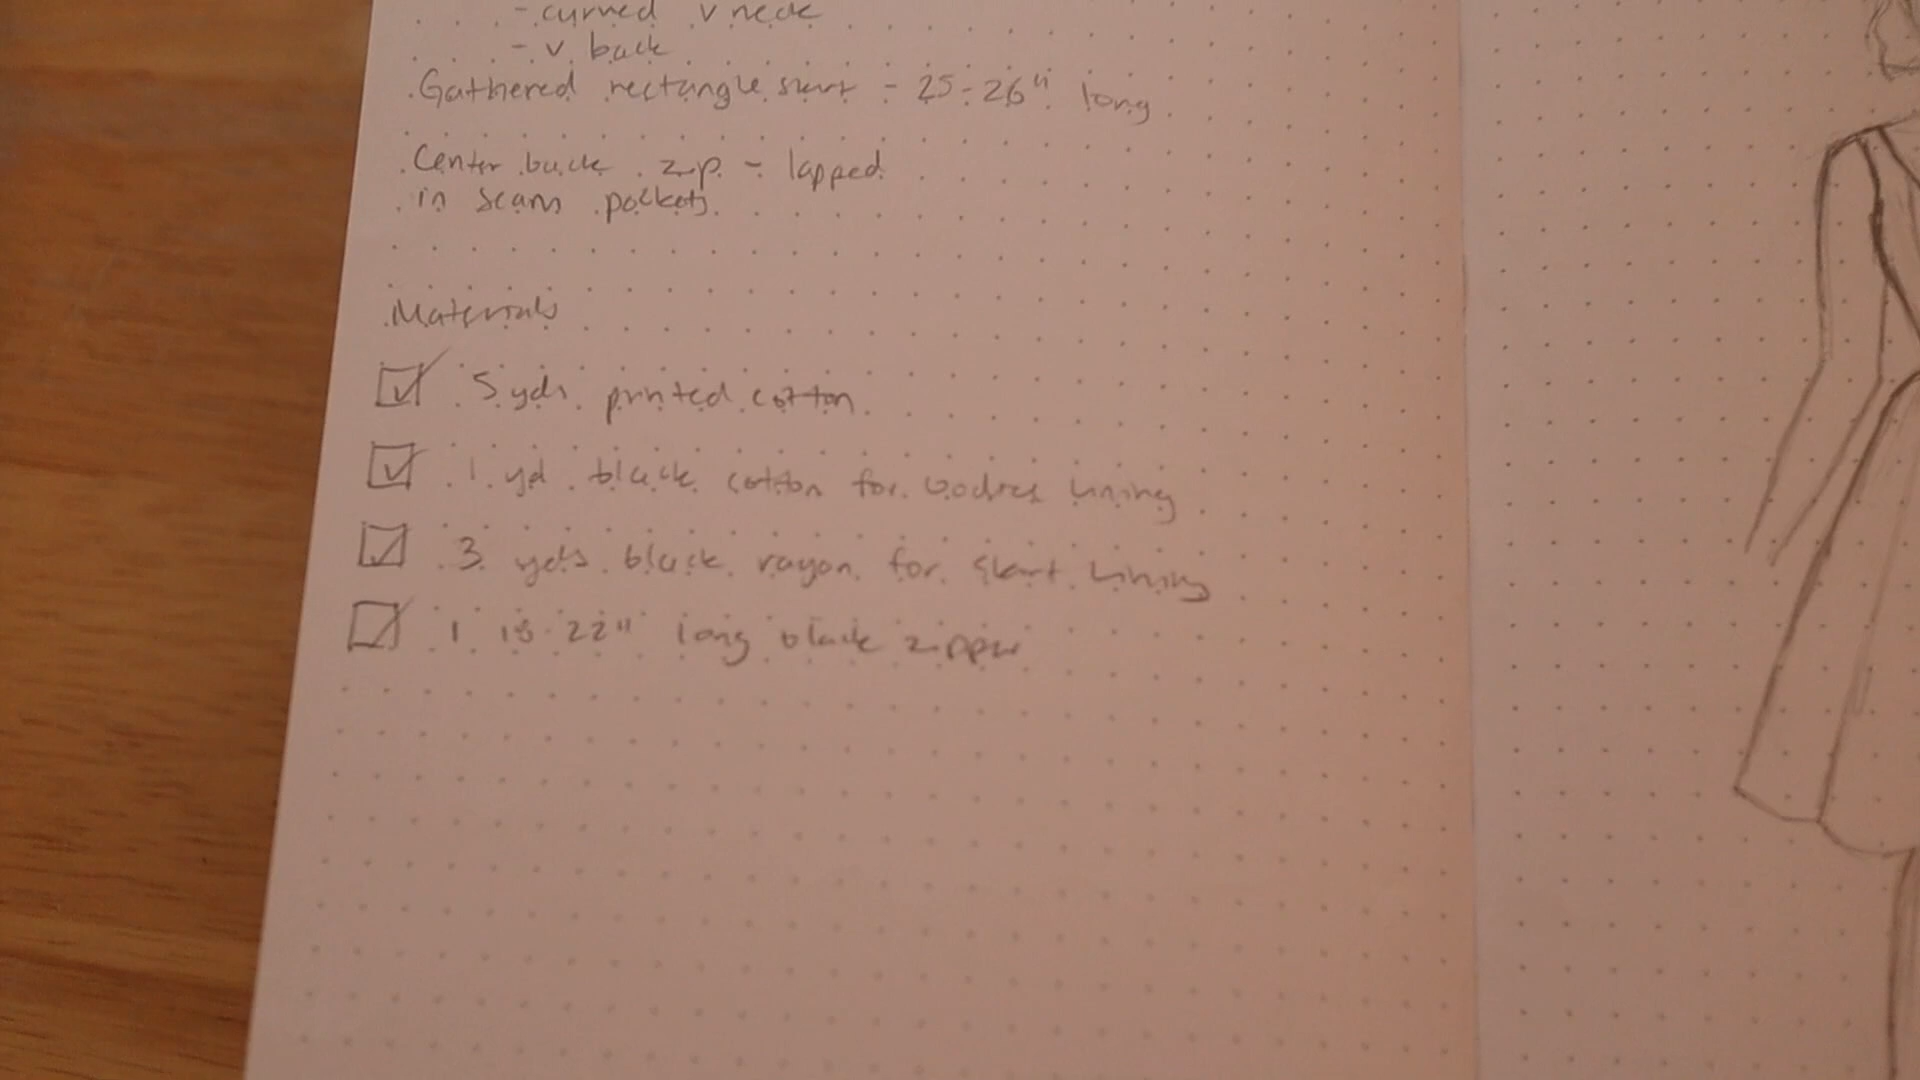 - curved v neck
- v back
Gathered rectangle skirt - 25-26" long
Center back zip - lapped
in seam pockets
Materials
5 yds printed cotton
1 yd black cotton for bodice lining
3 yds black rayon for skirt lining
1 18-22" long black zipper